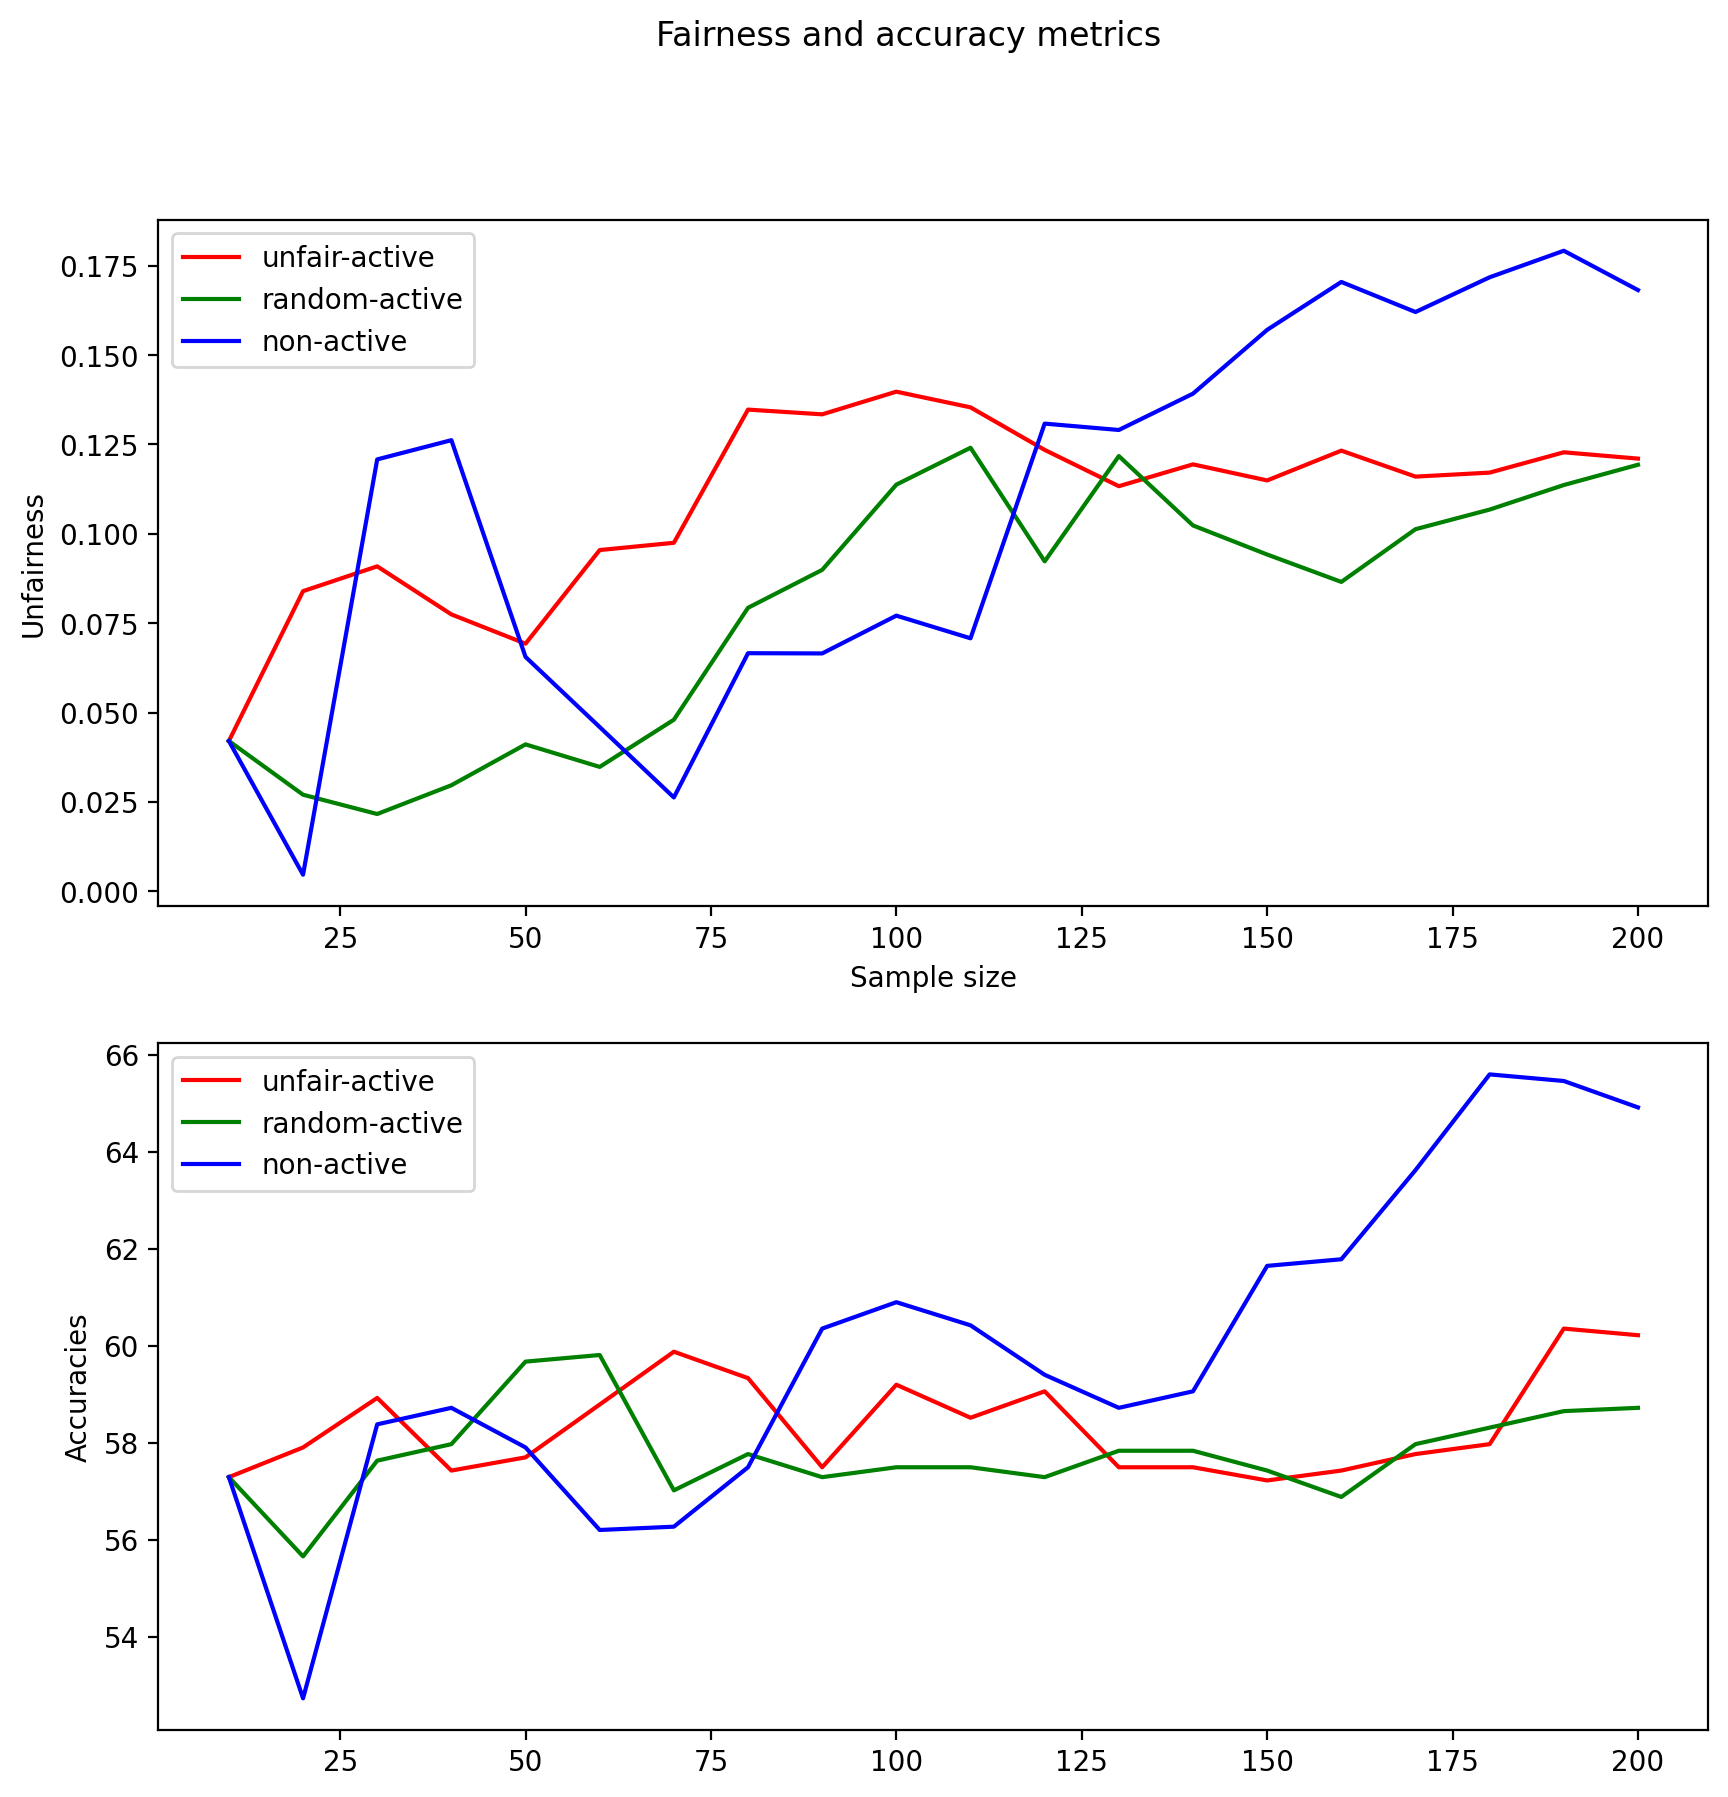 Fairness and accuracy metrics
unfair-active
random-active
non-active
0.175
0.150
0.125
0.100
0.075
0.050
0.025
0.000
Unfairness
25 50 75 100 125 150 175 200
Sample size
unfair-active
random-active
non-active
66
64
62
60
58
56
54
Accuracies
25 50 75 100 125 150 175 200